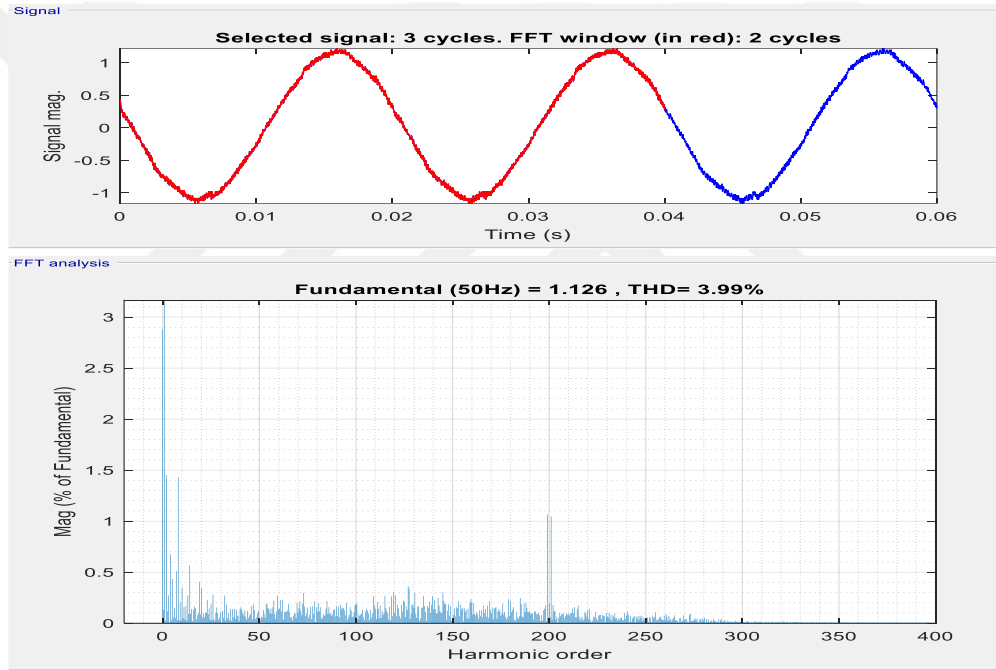 Signal
Selected signal: 3 cycles. FFT window (in red): 2 cycles
Signal mag.
1
0.5
0
-0.5
-1
0 0.01 0.02 0.03 0.04 0.05 0.06
Time (s)
FFT analysis
Fundamental (50Hz) = 1.126 , THD= 3.99%
Mag (% of Fundamental)
3
2.5
2
1.5
1
0.5
0
0 50 100 150 200 250 300 350 400
Harmonic order